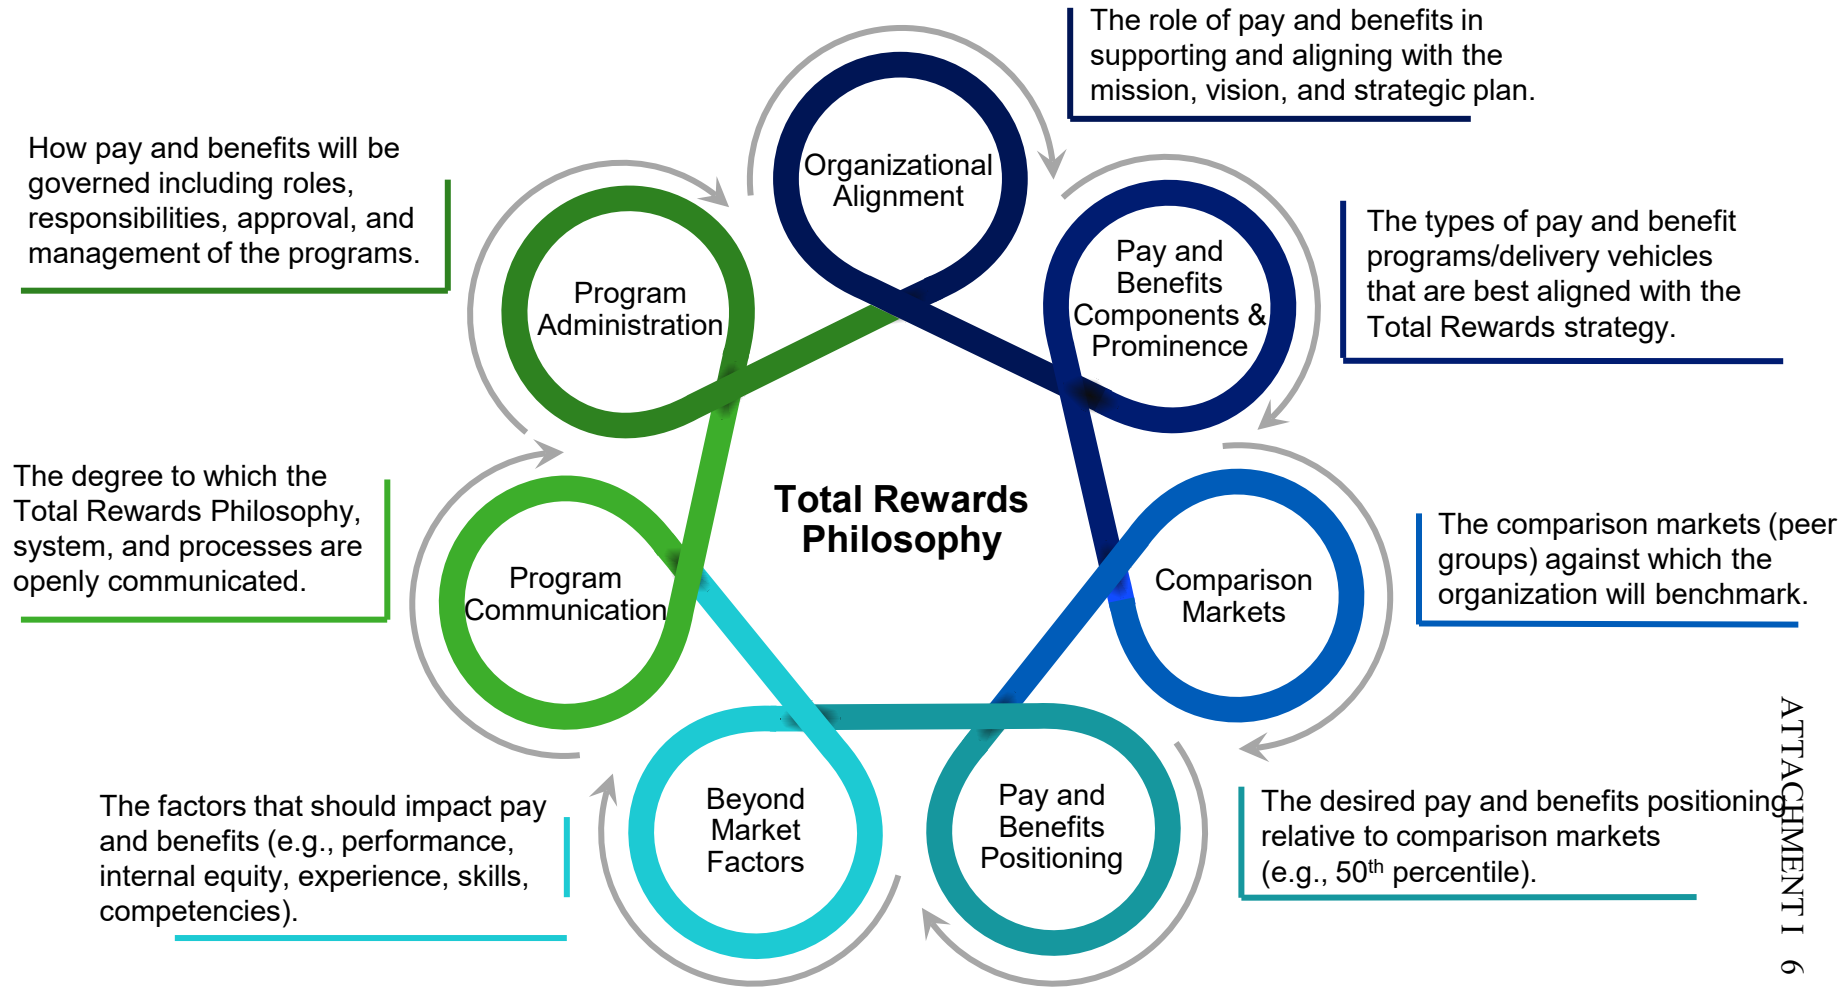 The role of pay and benefits in
supporting and aligning with the
mission, vision, and strategic plan.
How pay and benefits will be
governed including roles,
responsibilities, approval, and
management of the programs.
Organizational
Alignment
The types of pay and benefit
programs/delivery vehicles
that are best aligned with the
Total Rewards strategy.
Pay and
Benefits
Components &
Prominence
Program
Administration
The degree to which the
Total Rewards Philosophy,
system, and processes are
openly communicated.
Total Rewards
Philosophy
The comparison markets (peer
groups) against which the
organization will benchmark.
Program
Communication
Comparison
Markets
The factors that should impact pay
and benefits (e.g., performance,
internal equity, experience, skills,
competencies).
Beyond
Market
Factors
Pay and
Benefits
Positioning
The desired pay and benefits positioning
relative to comparison markets
(e.g., 50th percentile).
ATTACHMENT I 6